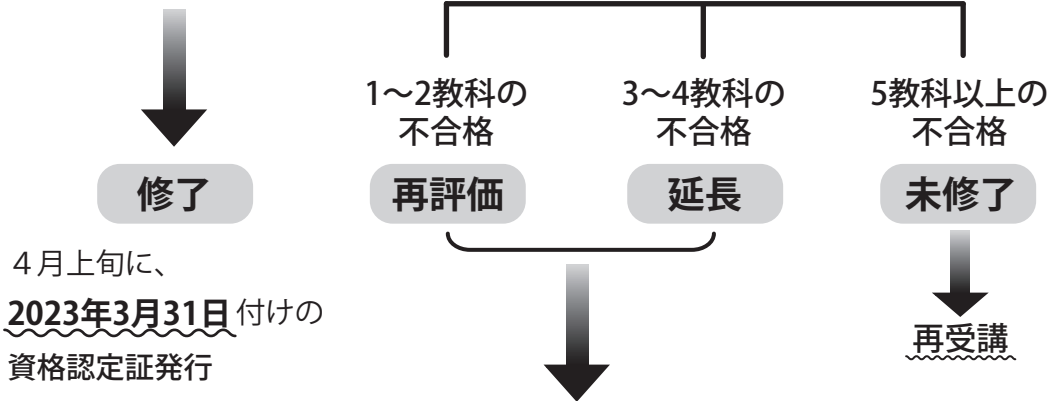 1〜2教科の
不合格
3〜4教科の
不合格
5教科以上の
不合格
修了
再評価
延長
未修了
４月上旬に、
2023年3月31日付けの
資格認定証発行
再受講